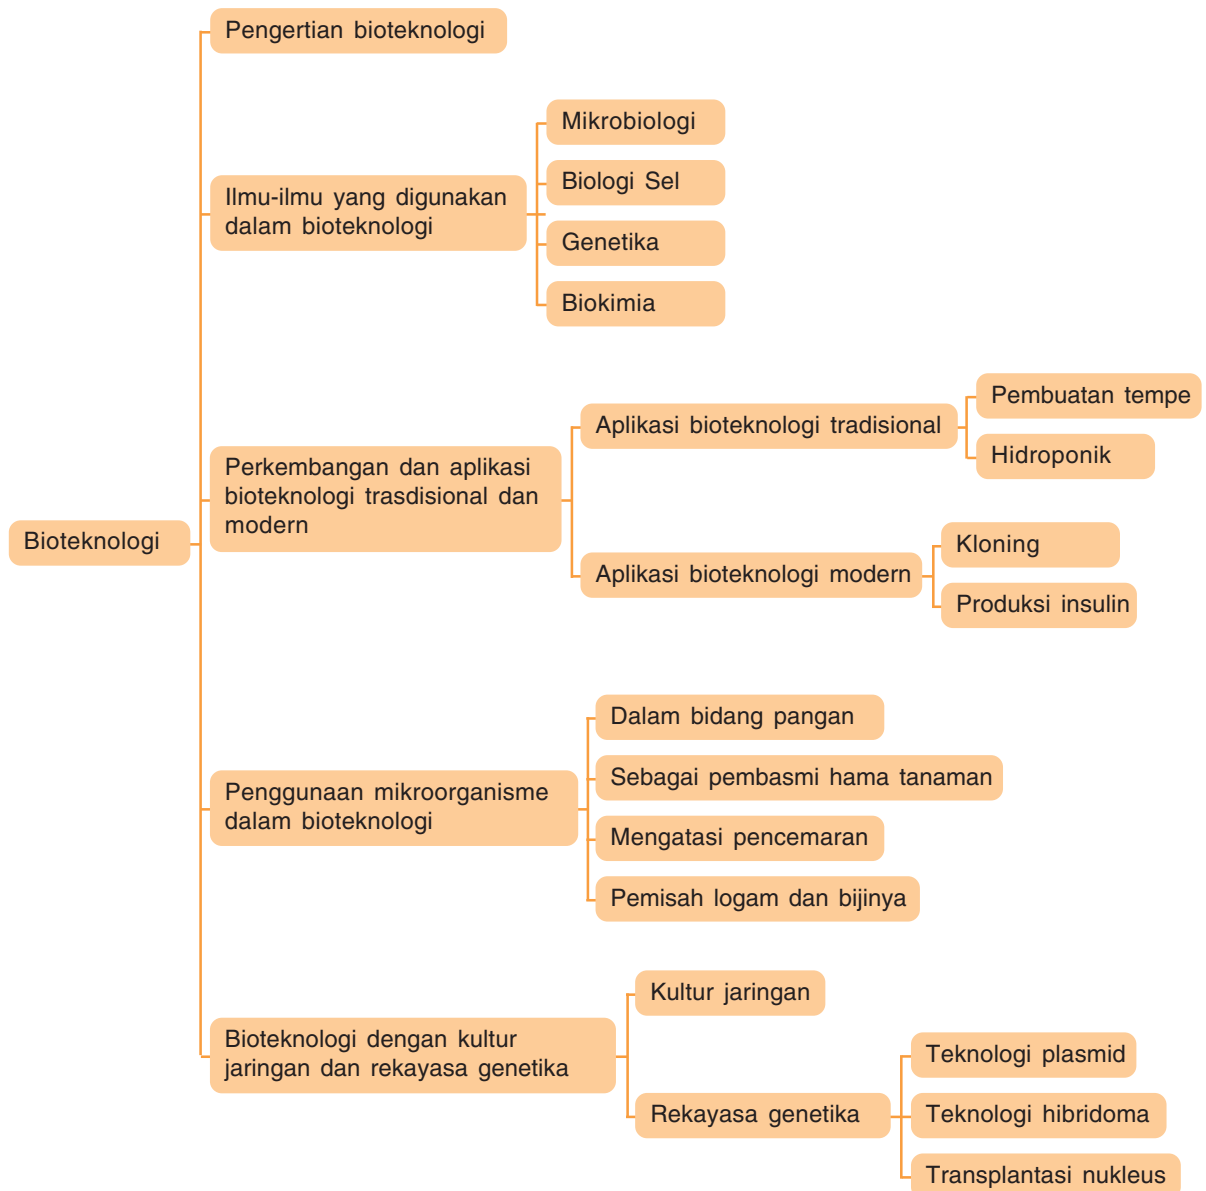 Pengertian bioteknologi
Mikrobiologi
Biologi Sel
Ilmu-ilmu yang digunakan
dalam bioteknologi
Genetika
Biokimia
Pembuatan tempe
Aplikasi bioteknologi tradisional
Hidroponik
Perkembangan dan aplikasi
bioteknologi trasdisional dan
modern
Bioteknologi
Kloning
Aplikasi bioteknologi modern
Produksi insulin
Dalam bidang pangan
Sebagai pembasmi hama tanaman
Penggunaan mikroorganisme
dalam bioteknologi
Mengatasi pencemaran
Pemisah logam dan bijinya
Kultur jaringan
Bioteknologi dengan kultur
jaringan dan rekayasa genetika
Teknologi plasmid
Rekayasa genetika
Teknologi hibridoma
Transplantasi nukleus